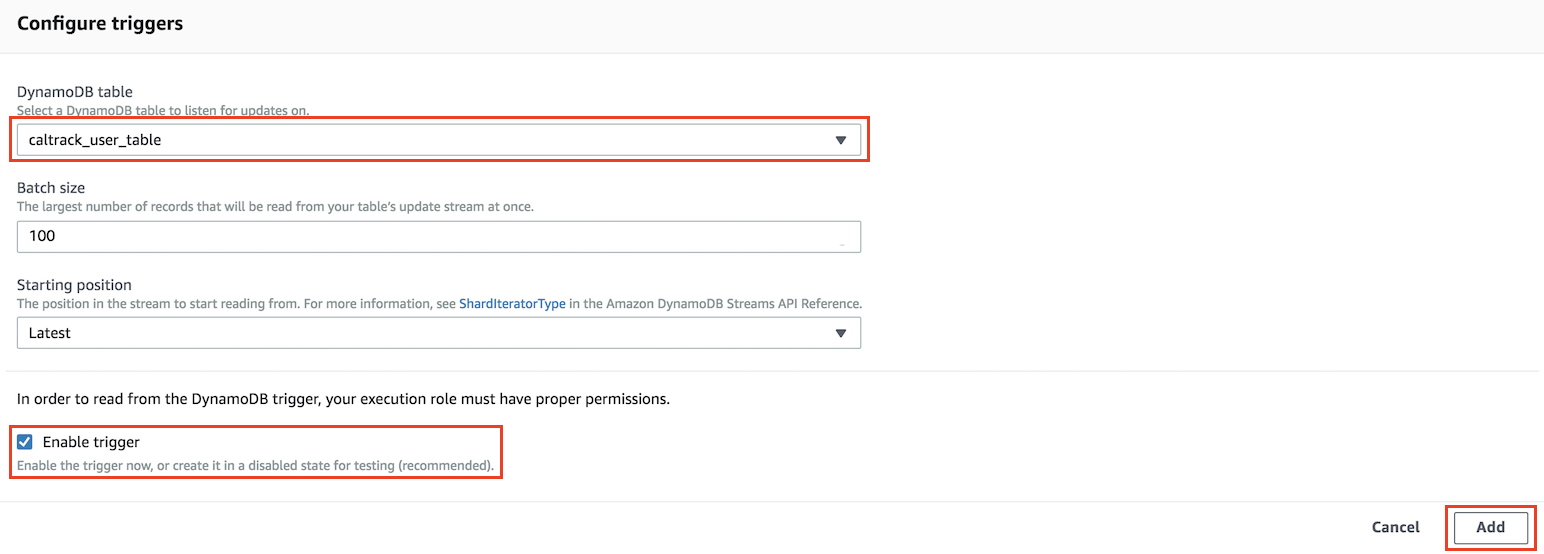 Configure triggers
DynamoDB table
Select a DynamoDB table to listen for updates on.
caltrack_user_table
Batch size
The largest number of records that will be read from your table's update stream at once.
100
Starting position
The position in the stream to start reading from. For more information, see ShardIteratorType in the Amazon DynamoDB Streams API Reference.
Latest
In order to read from the DynamoDB trigger, your execution role must have proper permissions.
Enable trigger
Enable the trigger now, or create it in a disabled state for testing (recommended).
Cancel Add